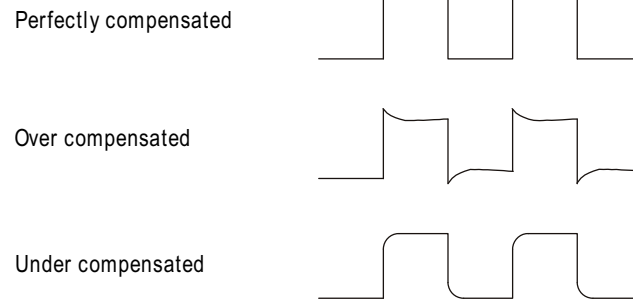 Perfectly compensated
Over compensated
Under compensated